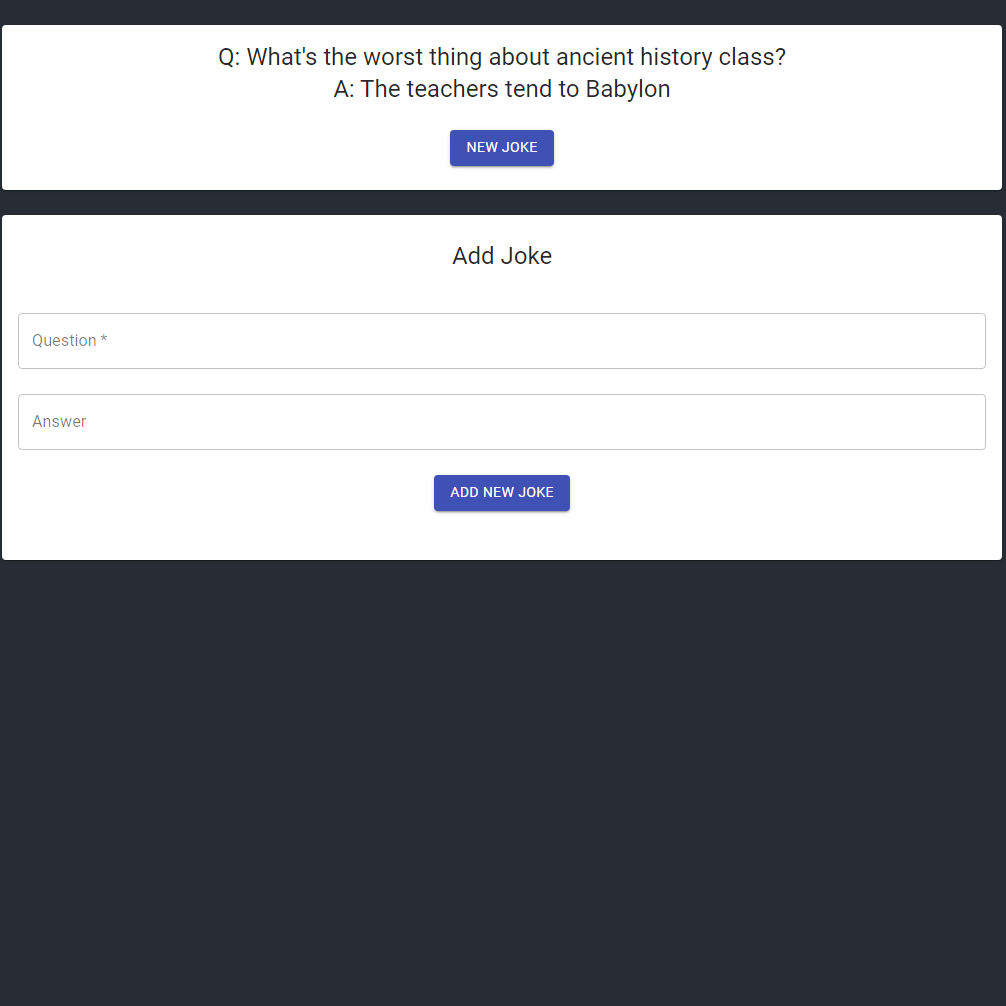 Q: What's the worst thing about ancient history class?
A: The teachers tend to Babylon
NEW JOKE
Add Joke
Question *
Answer
ADD NEW JOKE